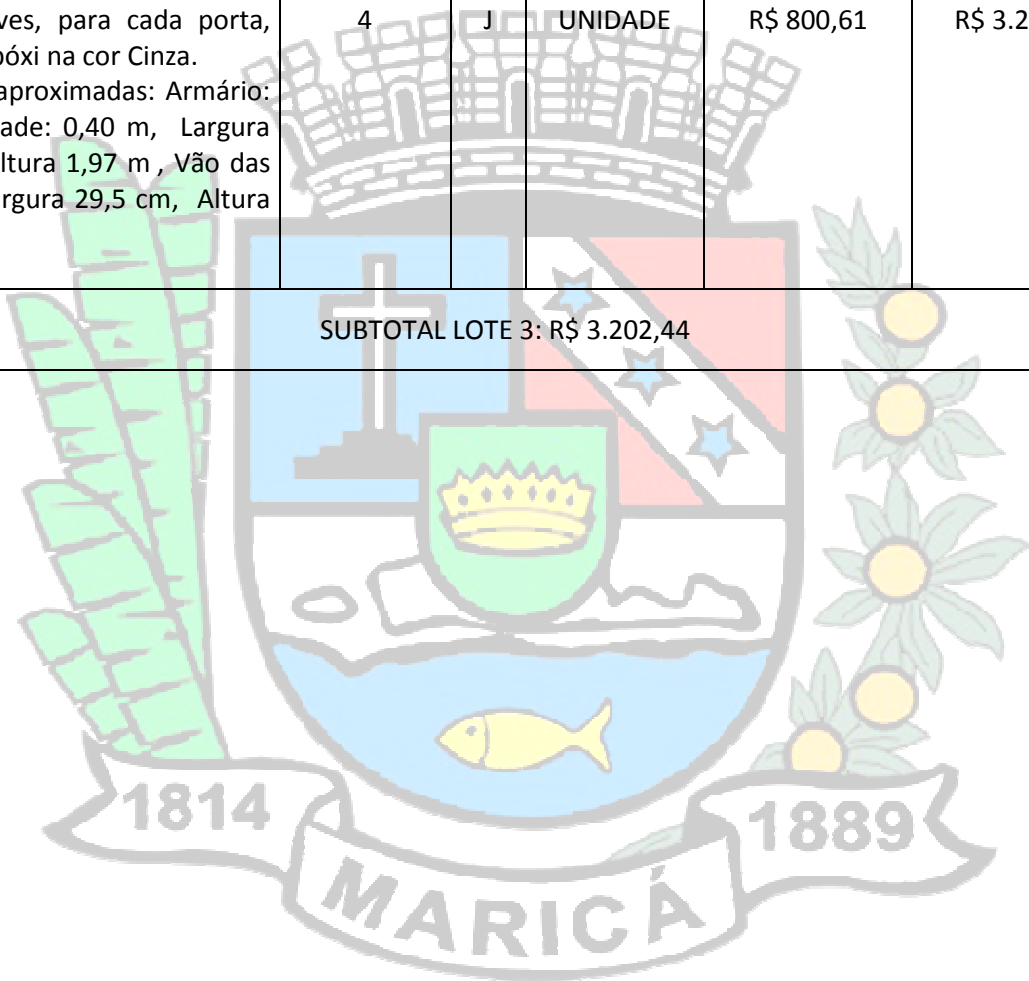 ves, para cada porta, 4 J UNIDADE R$ 800,61 R$ 3.2
póxi na cor Cinza.
aproximadas: Armário:
ade: 0,40 m, Largura
ltura 1,97 m , Vão das
rgura 29,5 cm, Altura
SUBTOTAL LOTE 3: R$ 3.202,44
1814
1889
MARICÁ